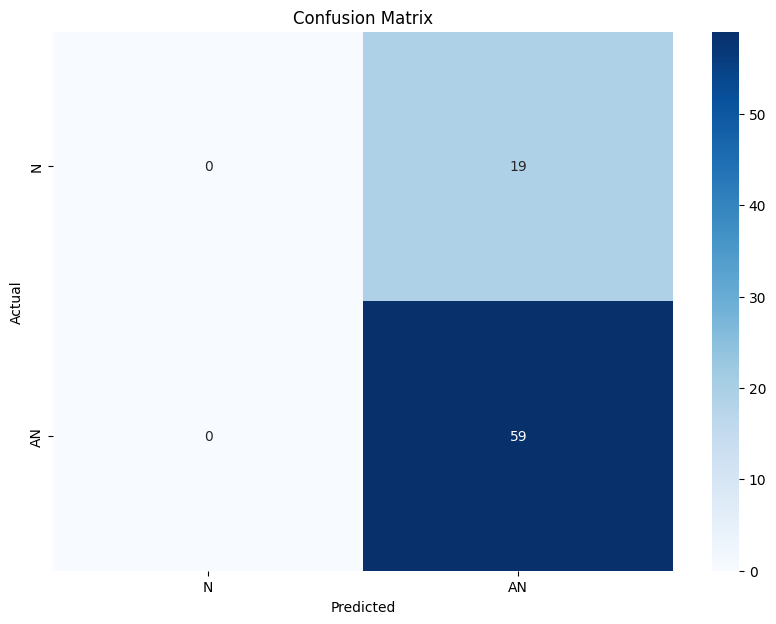 Confusion Matrix
N
AN
Actual
0
19
0
59
N
AN
Predicted
50
40
30
20
10
0